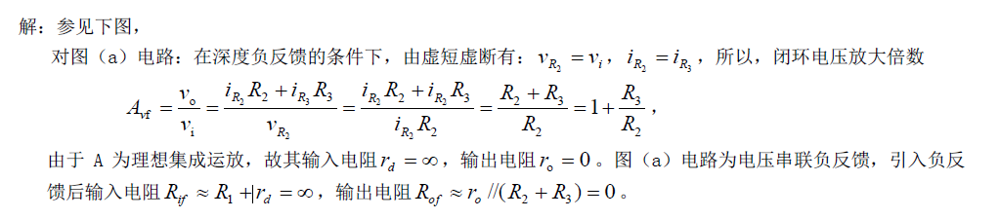 解：参见下图，
对图（a）电路：在深度负反馈的条件下，由虚短虚断有：$v_{R_2} = v_i$，$i_{R_2} = i_{R_3}$，所以，闭环电压放大倍数
$A_{vf} = \frac{v_o}{v_i} = \frac{i_{R_2} R_2 + i_{R_3} R_3}{v_{R_2}} = \frac{i_{R_2} R_2 + i_{R_2} R_3}{i_{R_2} R_2} = \frac{R_2 + R_3}{R_2} = 1 + \frac{R_3}{R_2}$，
由于 A 为理想集成运放，故其输入电阻$r_d = \infty$，输出电阻$r_o = 0$。图（a）电路为电压串联负反馈，引入负反
馈后输入电阻$R_{if} \approx R_1 + |r_d = \infty$，输出电阻$R_{of} \approx r_o //(R_2 + R_3) = 0$。